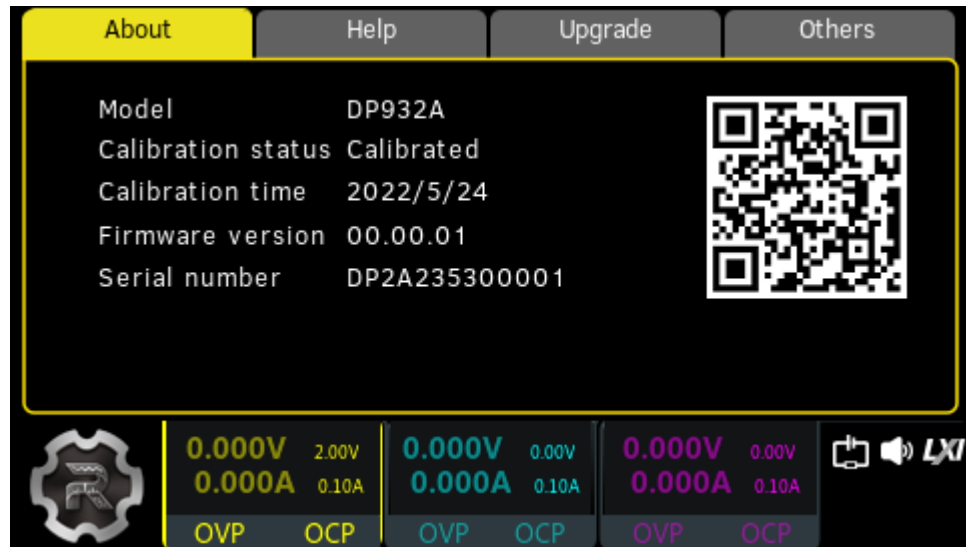 About Help Upgrade Others
Model DP932A
Calibration status Calibrated
Calibration time 2022/5/24
Firmware version 00.00.01
Serial number DP2A235300001
0.000V 2.00V 0.000V 0.00V 0.000V 0.00V
0.000A 0.10A 0.000A 0.10A 0.000A 0.10A
LXI
OVP OCP OVP OCP OVP OCP